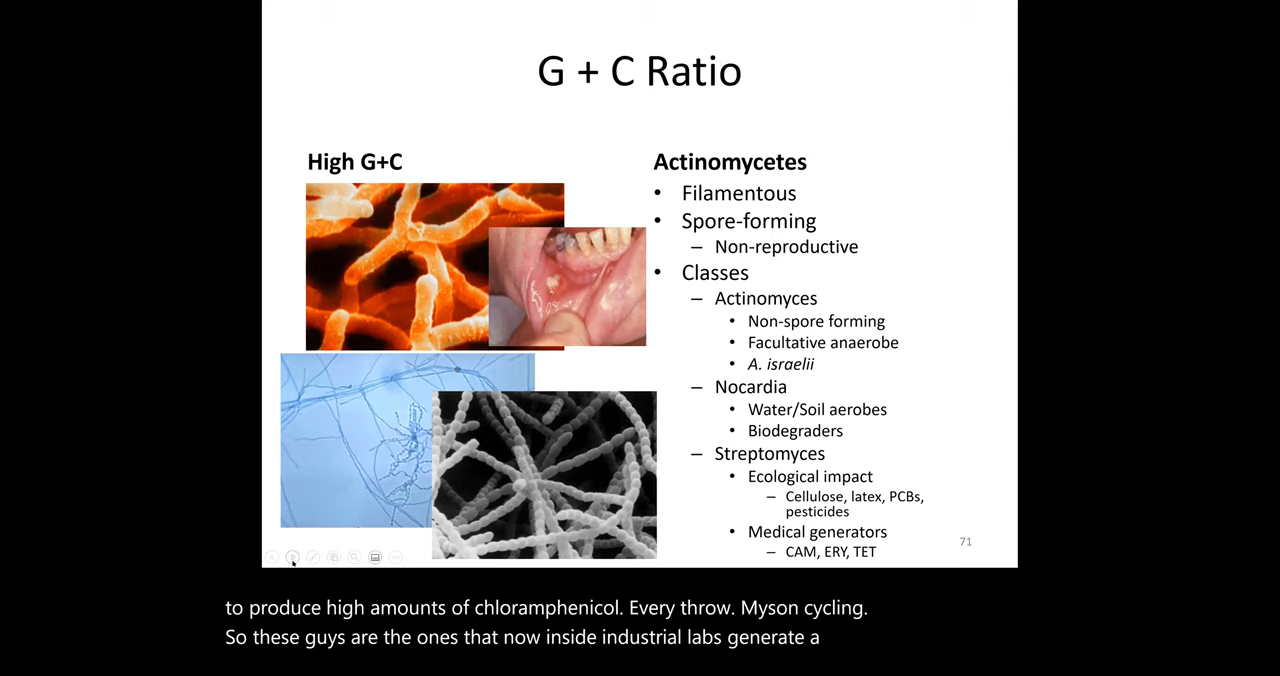 G + C Ratio
High G+C
Actinomycetes
• Filamentous
• Spore-forming
– Non-reproductive
• Classes
– Actinomyces
• Non-spore forming
• Facultative anaerobe
• A. israelii
– Nocardia
• Water/Soil aerobes
• Biodegraders
– Streptomyces
• Ecological impact
– Cellulose, latex, PCBs,
pesticides
• Medical generators
– CAM, ERY, TET
71
to produce high amounts of chloramphenicol. Every throw. Myson cycling.
So these guys are the ones that now inside industrial labs generate a